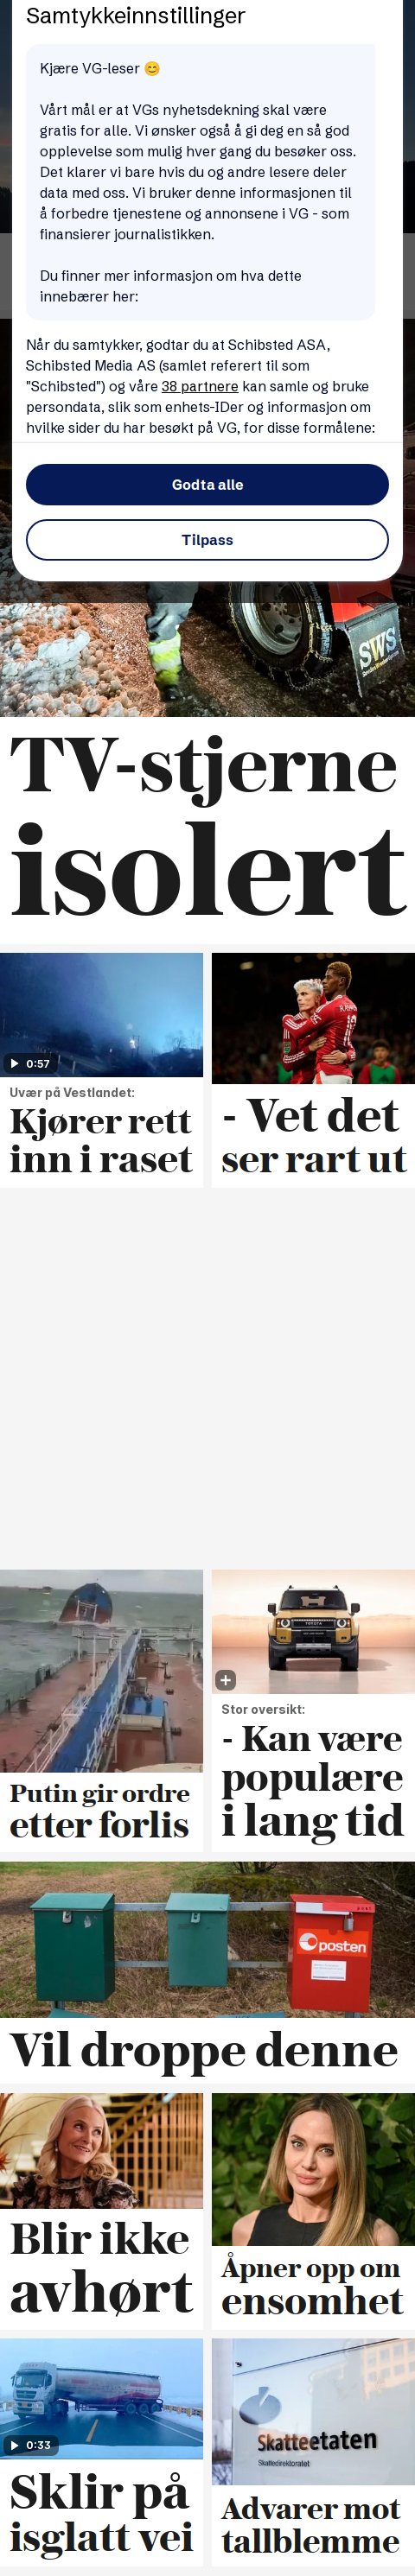 Samtykkeinnstillinger
Kjære VG-leser 😊
Vårt mål er at VGs nyhetsdekning skal være
gratis for alle. Vi ønsker også å gi deg en så god
opplevelse som mulig hver gang du besøker oss.
Det klarer vi bare hvis du og andre lesere deler
data med oss. Vi bruker denne informasjonen til
å forbedre tjenestene og annonsene i VG - som
finansierer journalistikken.
Du finner mer informasjon om hva dette
innebærer her:
Når du samtykker, godtar du at Schibsted ASA,
Schibsted Media AS (samlet referert til som
"Schibsted") og våre 38 partnere kan samle og bruke
persondata, slik som enhets-IDer og informasjon om
hvilke sider du har besøkt på VG, for disse formålene:
Godta alle
Tilpass
SWS
TV-stjerne
isolert
0:57
Uvær på Vestlandet:
Kjører rett
inn i raset
- Vet det
ser rart ut
Putin gir ordre
etter forlis
TOYOTA
Stor oversikt:
- Kan være
populære
i lang tid
posten
Vil droppe denne
Blir ikke
avhørt
Åpner opp om
ensomhet
0:33
Sklir på
isglatt vei
Skatteetaten
Skattedirektoratet
Advarer mot
tallblemme